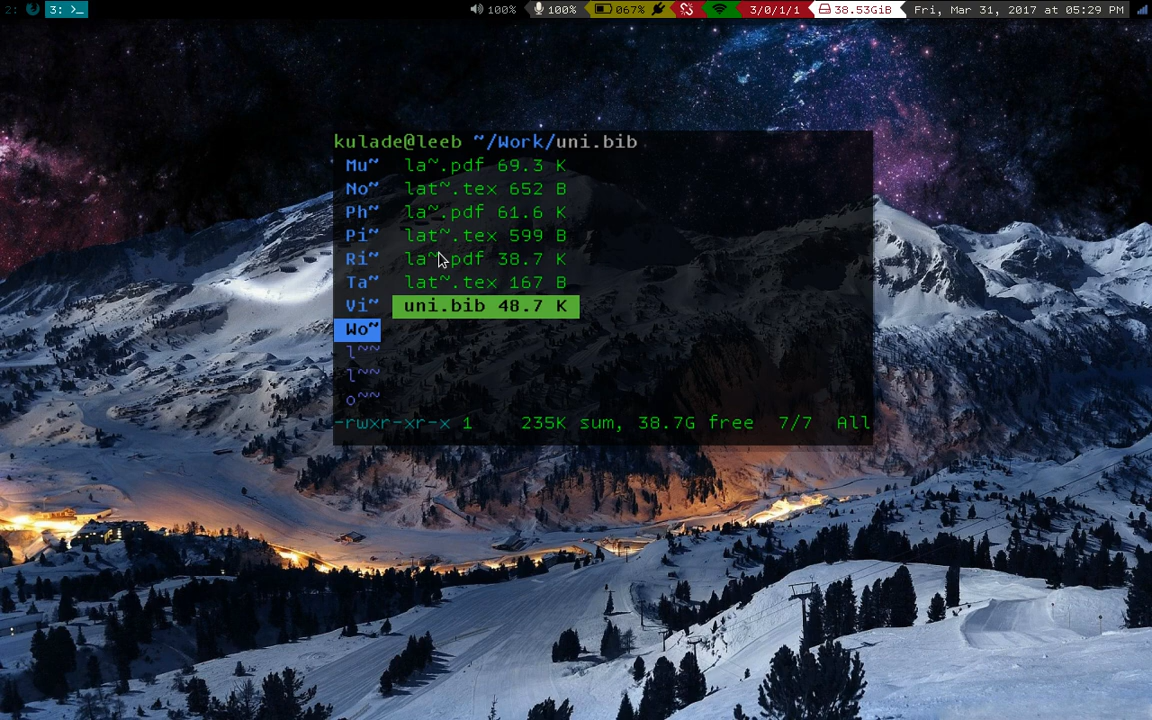 2: 3: >_ 100% 100% 067% 3/0/1/1 38.53GiB Fri, Mar 31, 2017 at 05:29 PM
kulade@leeb ~/Work/uni.bib
Mu~ la~.pdf 69.3 K
No~ lat~.tex 652 B
Ph~ la~.pdf 61.6 K
Pi~ lat~.tex 599 B
Ri~ la~.pdf 38.7 K
Ta~ lat~.tex 167 B
Vi~ uni.bib 48.7 K
Wo~
l~~
l~~
o~~
-rwxr-xr-x 1 235K sum, 38.7G free 7/7 All